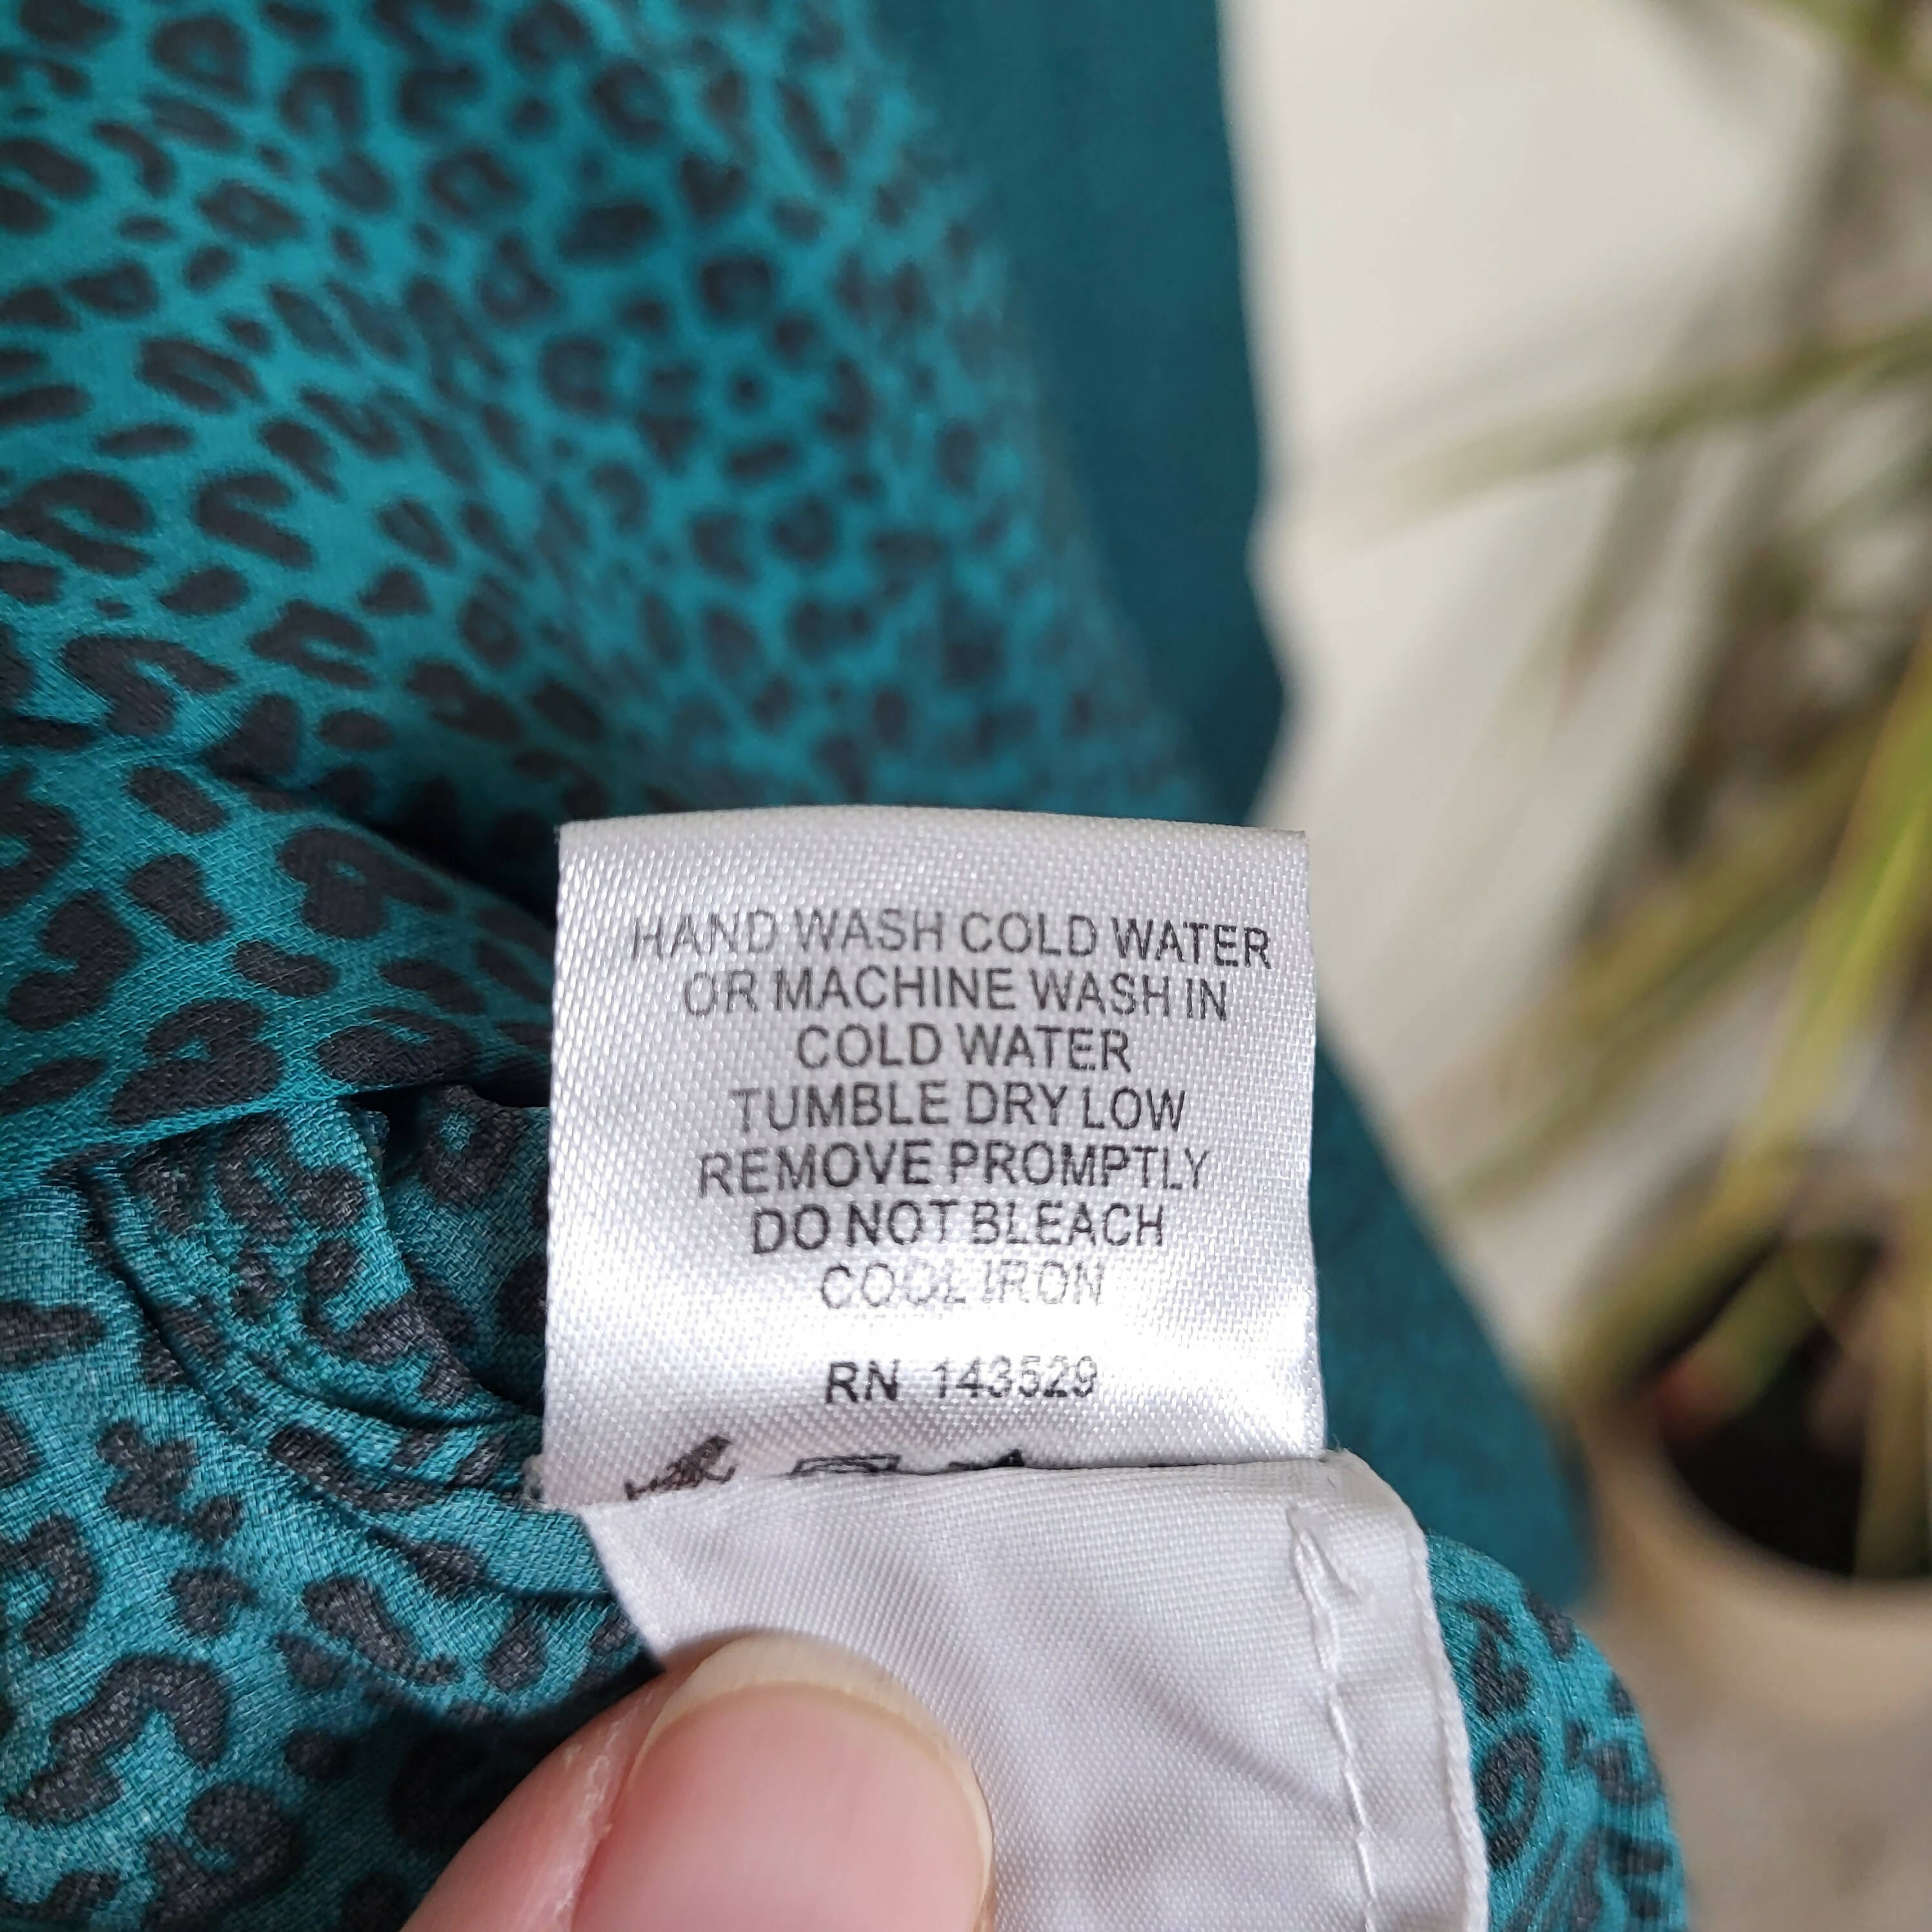 HAND WASH COLD WATER
OR MACHINE WASH IN
COLD WATER
TUMBLE DRY LOW
REMOVE PROMPTLY
DO NOT BLEACH
COOL IRON
RN 143529